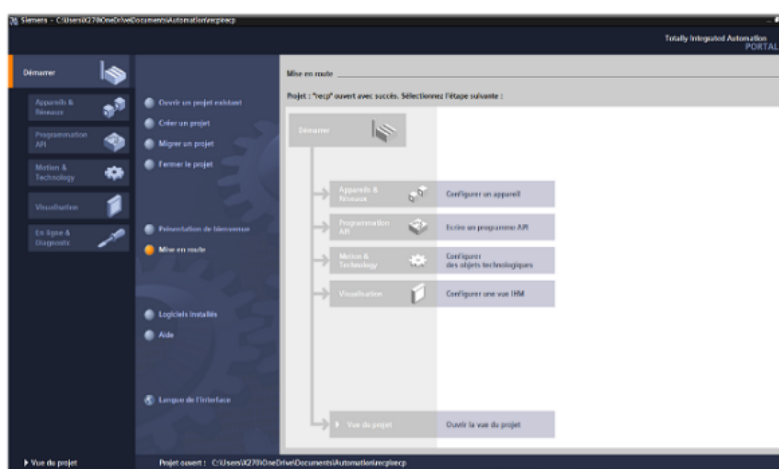 Siemens - C:\Users\X270\OneDrive\Documents\Automation\recp\recp
Totally Integrated Automation
PORTAL
Démarrer
Appareils &
Réseaux
Programmation
API
Motion &
Technology
Visualisation
En ligne &
Diagnostic
Ouvrir un projet existant
Créer un projet
Migrer un projet
Fermer le projet
Présentation de bienvenue
Mise en route
Logiciels installés
Aide
Langue de l'interface
Mise en route
Projet : "recp" ouvert avec succès. Sélectionnez l'étape suivante :
Démarrer
Appareils &
Réseaux
Configurer un appareil
Programmation
API
Ecrire un programme API
Motion &
Technology
Configurer
des objets technologiques
Visualisation
Configurer une vue IHM
Vue du projet
Ouvrir la vue du projet
Vue du projet
Projet ouvert : C:\Users\X270\OneDrive\Documents\Automation\recp\recp